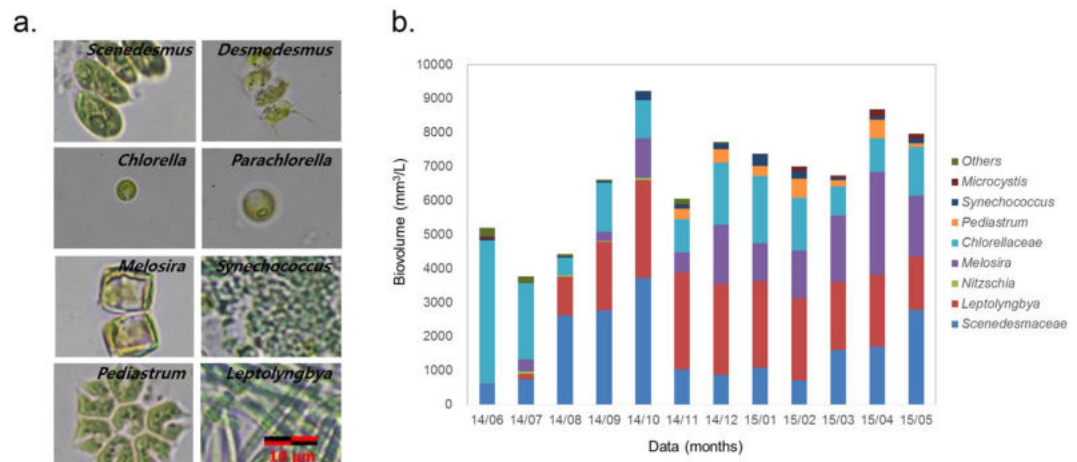 a.
Scenedesmus
Desmodesmus
Chlorella
Parachlorella
Melosira
Synechococcus
Pediastrum
Leptolyngbya
10 µm
b.
Biovolume (mm³/L)
10000
9000
8000
7000
6000
5000
4000
3000
2000
1000
0
14/06 14/07 14/08 14/09 14/10 14/11 14/12 15/01 15/02 15/03 15/04 15/05
Data (months)
Others
Microcystis
Synechococcus
Pediastrum
Chlorellaceae
Melosira
Nitzschia
Leptolyngbya
Scenedesmaceae